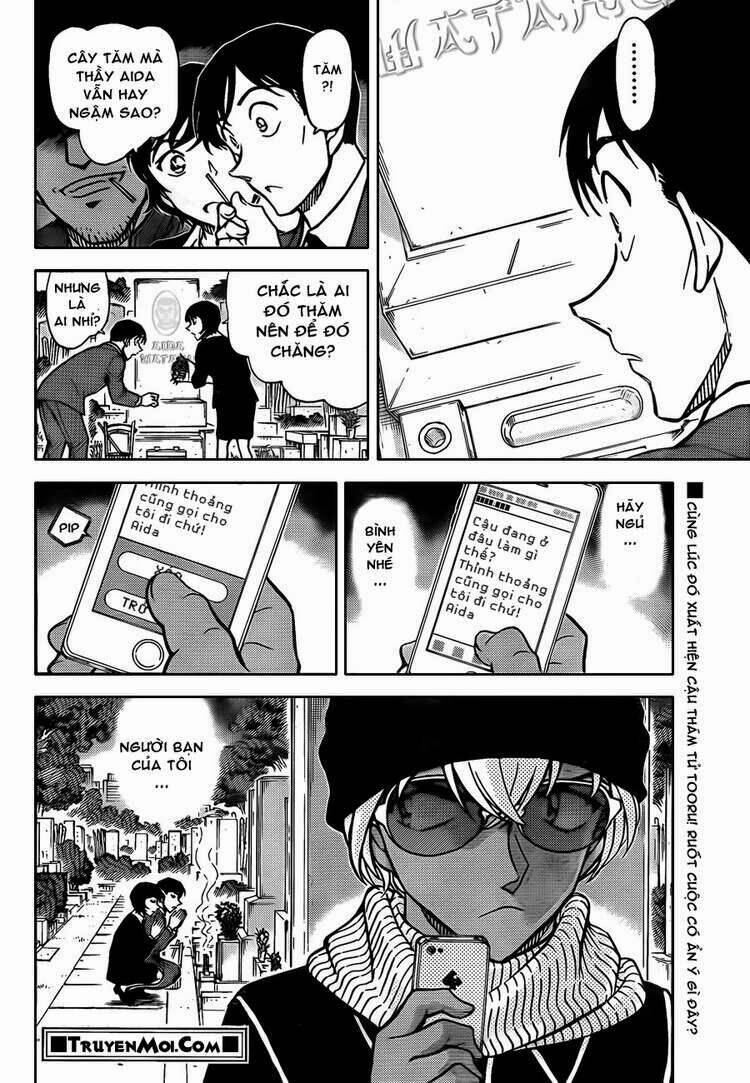 .........
TĂM
?!
CÂY TĂM MÀ
THẦY AIDA
VẪN HAY
NGẬM SAO?
CHẮC LÀ AI
ĐÓ THĂM
NÊN ĐỂ ĐÓ
CHĂNG?
NHƯNG
LÀ
AI NHỈ?
HÃY
NGỦ
...
Cậu đang ở
đâu làm gì
thế?
Thỉnh thoảng
cũng gọi cho
tôi đi chứ!
Aida
BÌNH
YÊN NHÉ
...
Thỉnh thoảng
cũng gọi cho
tôi đi chứ!
Aida
PIP
NGƯỜI BẠN
CỦA TÔI
...
CÙNG LÚC ĐÓ XUẤT HIỆN CẬU THÁM TỬ TOORU! RUỐT CUỘC CÓ ẨN Ý GÌ ĐÂY?
TRUYENMOI.COM